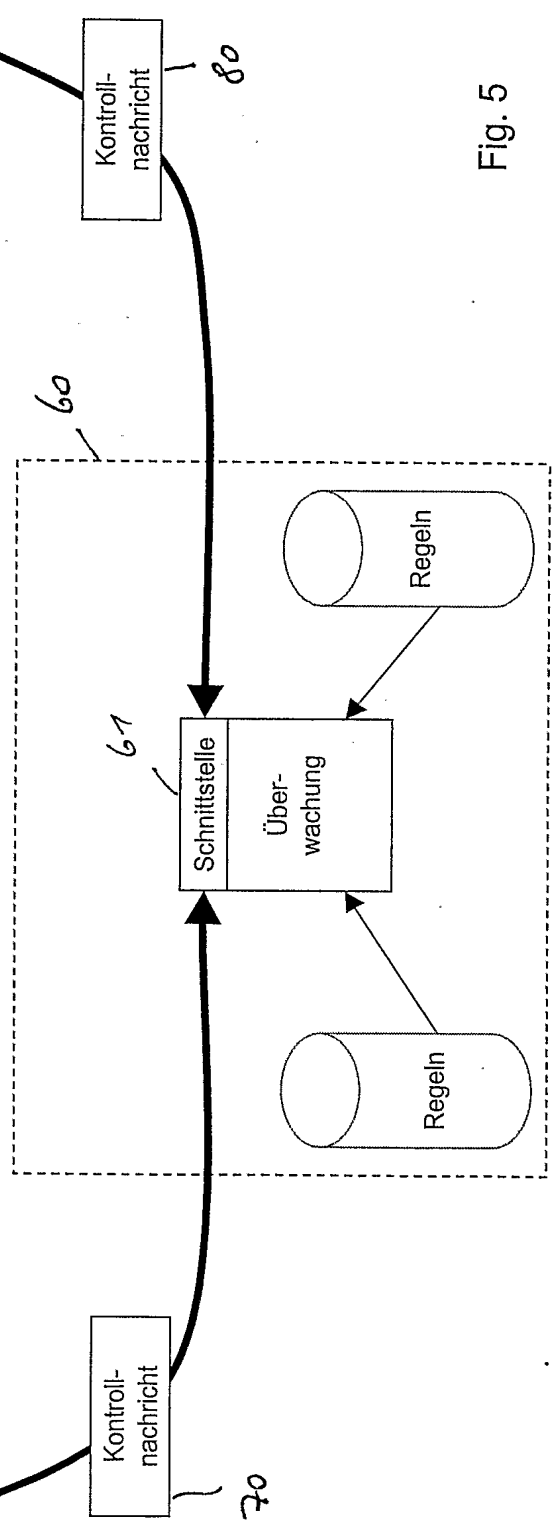 Kontroll-
nachricht
70
60
61
Schnittstelle
Über-
wachung
Regeln
Regeln
Kontroll-
nachricht
80
Fig. 5